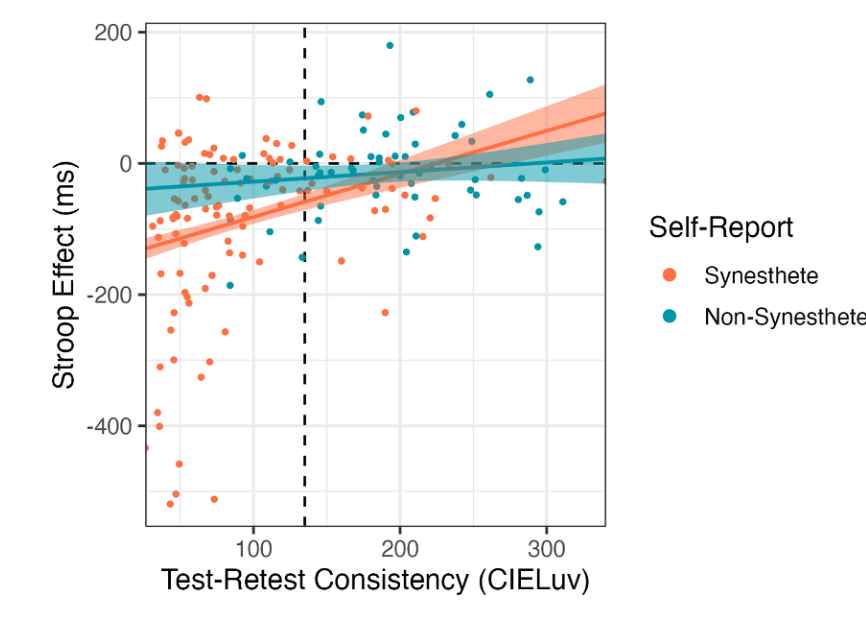 200
0
-200
-400
Stroop Effect (ms)
100
200
300
Test-Retest Consistency (CIELuv)
Self-Report
Synesthete
Non-Synesthete